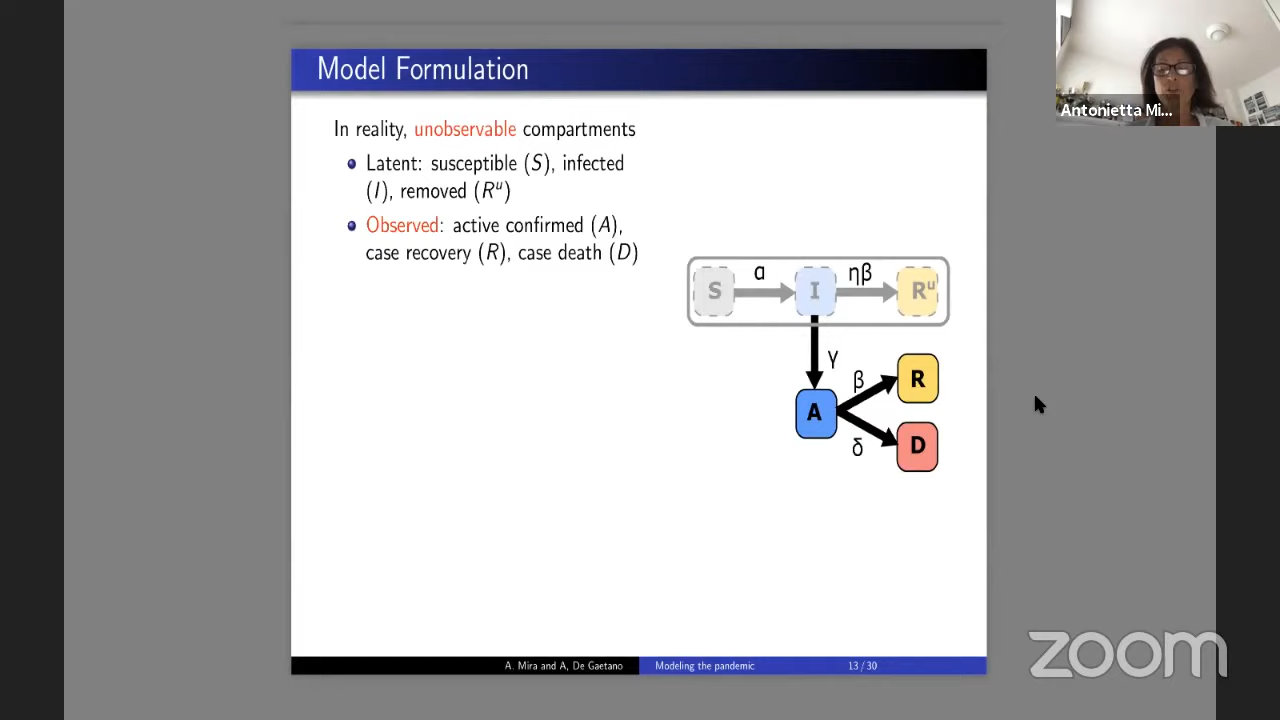 Model Formulation
In reality, unobservable compartments
Latent: susceptible (S), infected
(I), removed (Rᵘ)
Observed: active confirmed (A),
case recovery (R), case death (D)
S α I ηβ Rᵘ
γ
β R
A
δ D
A. Mira and A, De Gaetano Modeling the pandemic 13 / 30
Antonietta Mi...
zoom